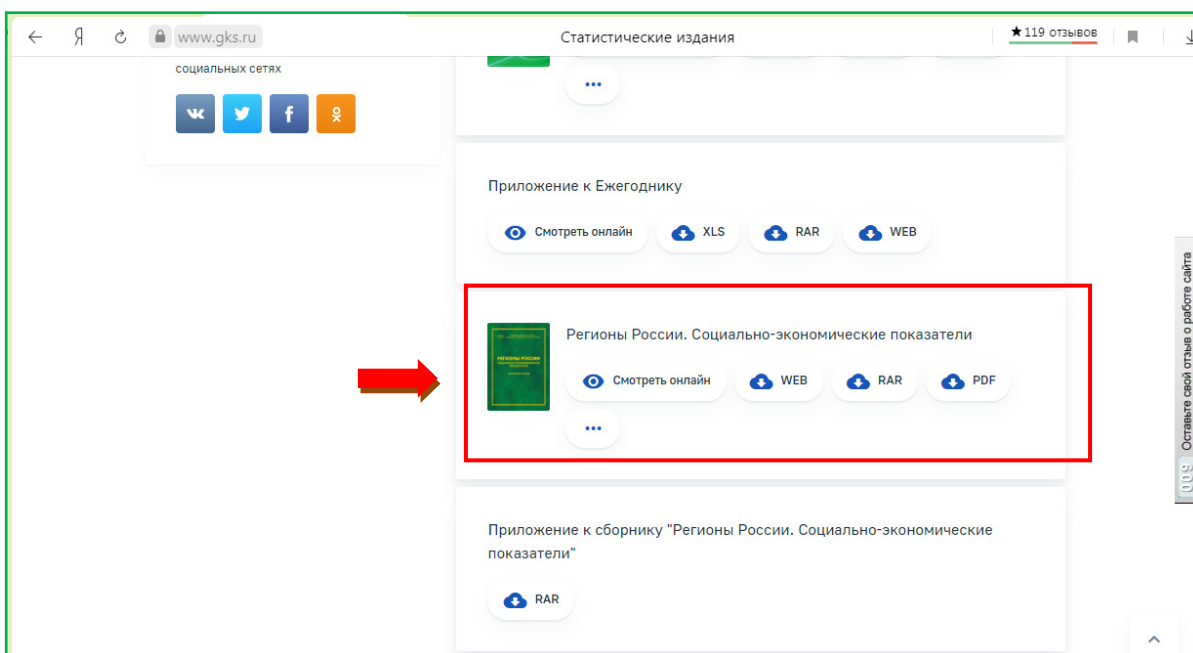 Я www.gks.ru Статистические издания ★119 отзывов
социальных сетях
Приложение к Ежегоднику
Смотреть онлайн XLS RAR WEB
Регионы России. Социально-экономические показатели
РЕГИОНЫ РОССИИ
Смотреть онлайн WEB RAR PDF
Приложение к сборнику "Регионы России. Социально-экономические
показатели"
RAR
Оставьте свой отзыв о работе сайта